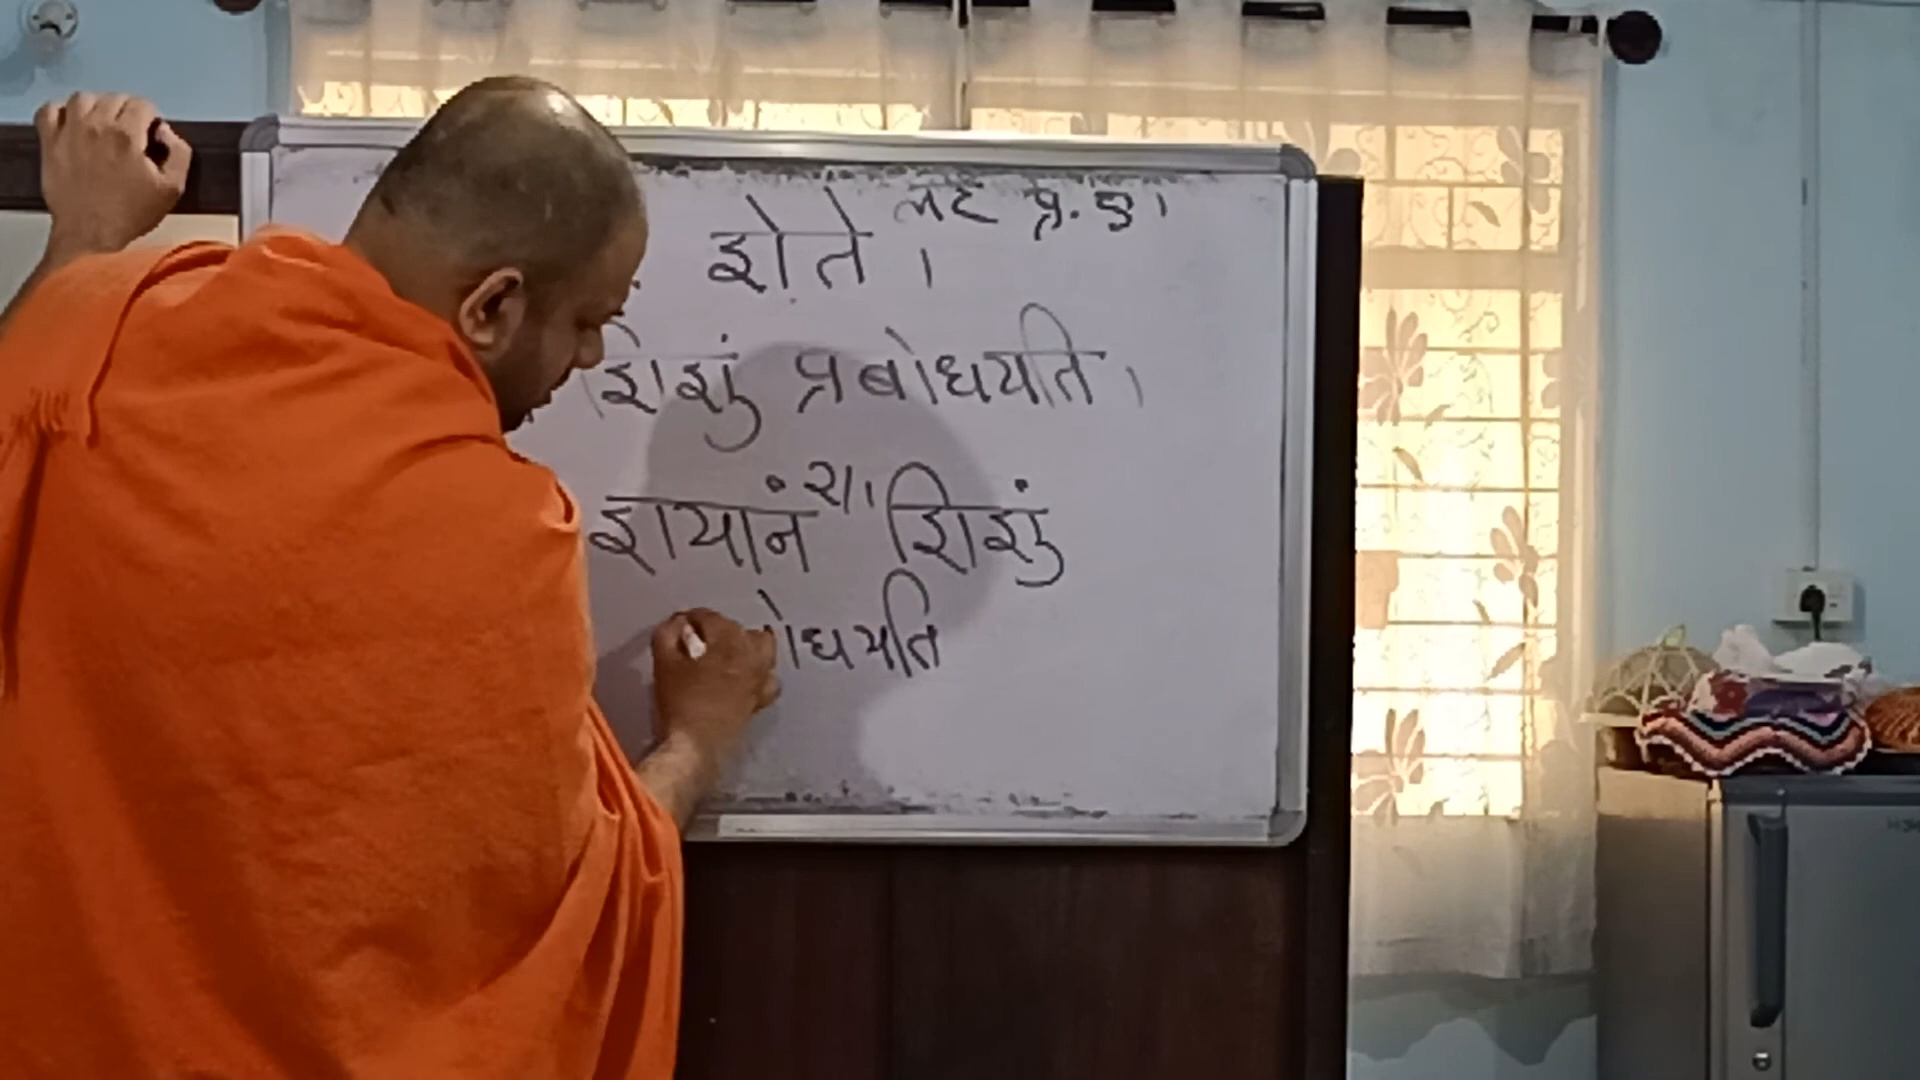 लट् प्र. ए।
शेते ।
शिशुं प्रबोधयति ।
शा।
शयानं शिशुं
बोधयति